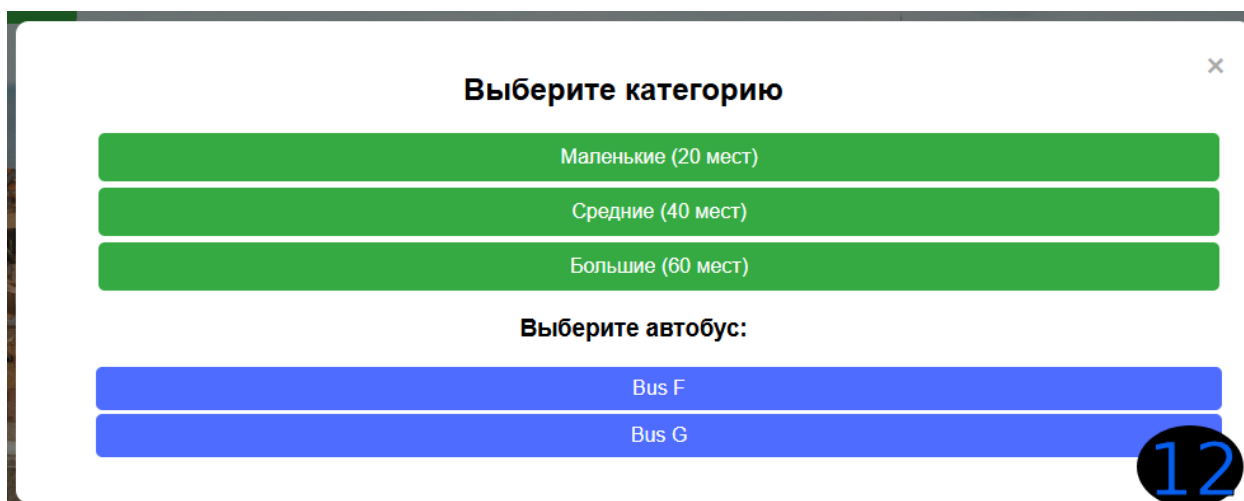 ×
Выберите категорию
Маленькие (20 мест)
Средние (40 мест)
Большие (60 мест)
Выберите автобус:
Bus F
Bus G
12